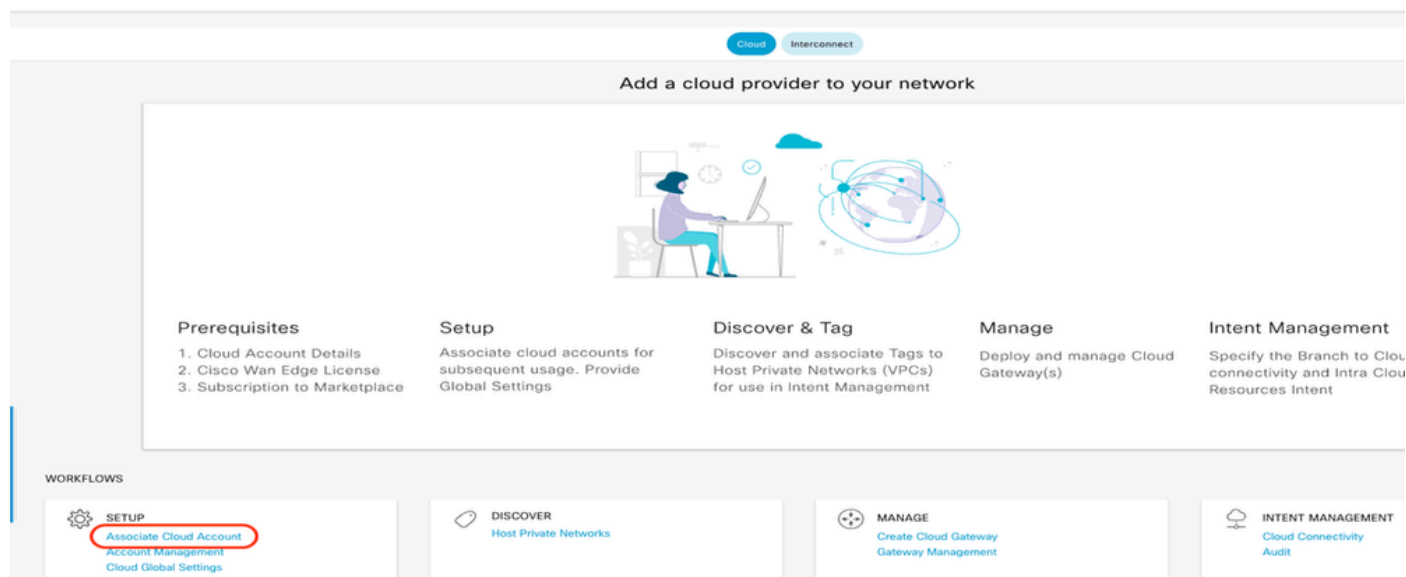 Cloud Interconnect
Add a cloud provider to your network
Prerequisites
1. Cloud Account Details
2. Cisco Wan Edge License
3. Subscription to Marketplace
Setup
Associate cloud accounts for
subsequent usage. Provide
Global Settings
Discover & Tag
Discover and associate Tags to
Host Private Networks (VPCs)
for use in Intent Management
Manage
Deploy and manage Cloud
Gateway(s)
Intent Management
Specify the Branch to Clou
connectivity and Intra Clou
Resources Intent
WORKFLOWS
SETUP
Associate Cloud Account
Account Management
Cloud Global Settings
DISCOVER
Host Private Networks
MANAGE
Create Cloud Gateway
Gateway Management
INTENT MANAGEMENT
Cloud Connectivity
Audit